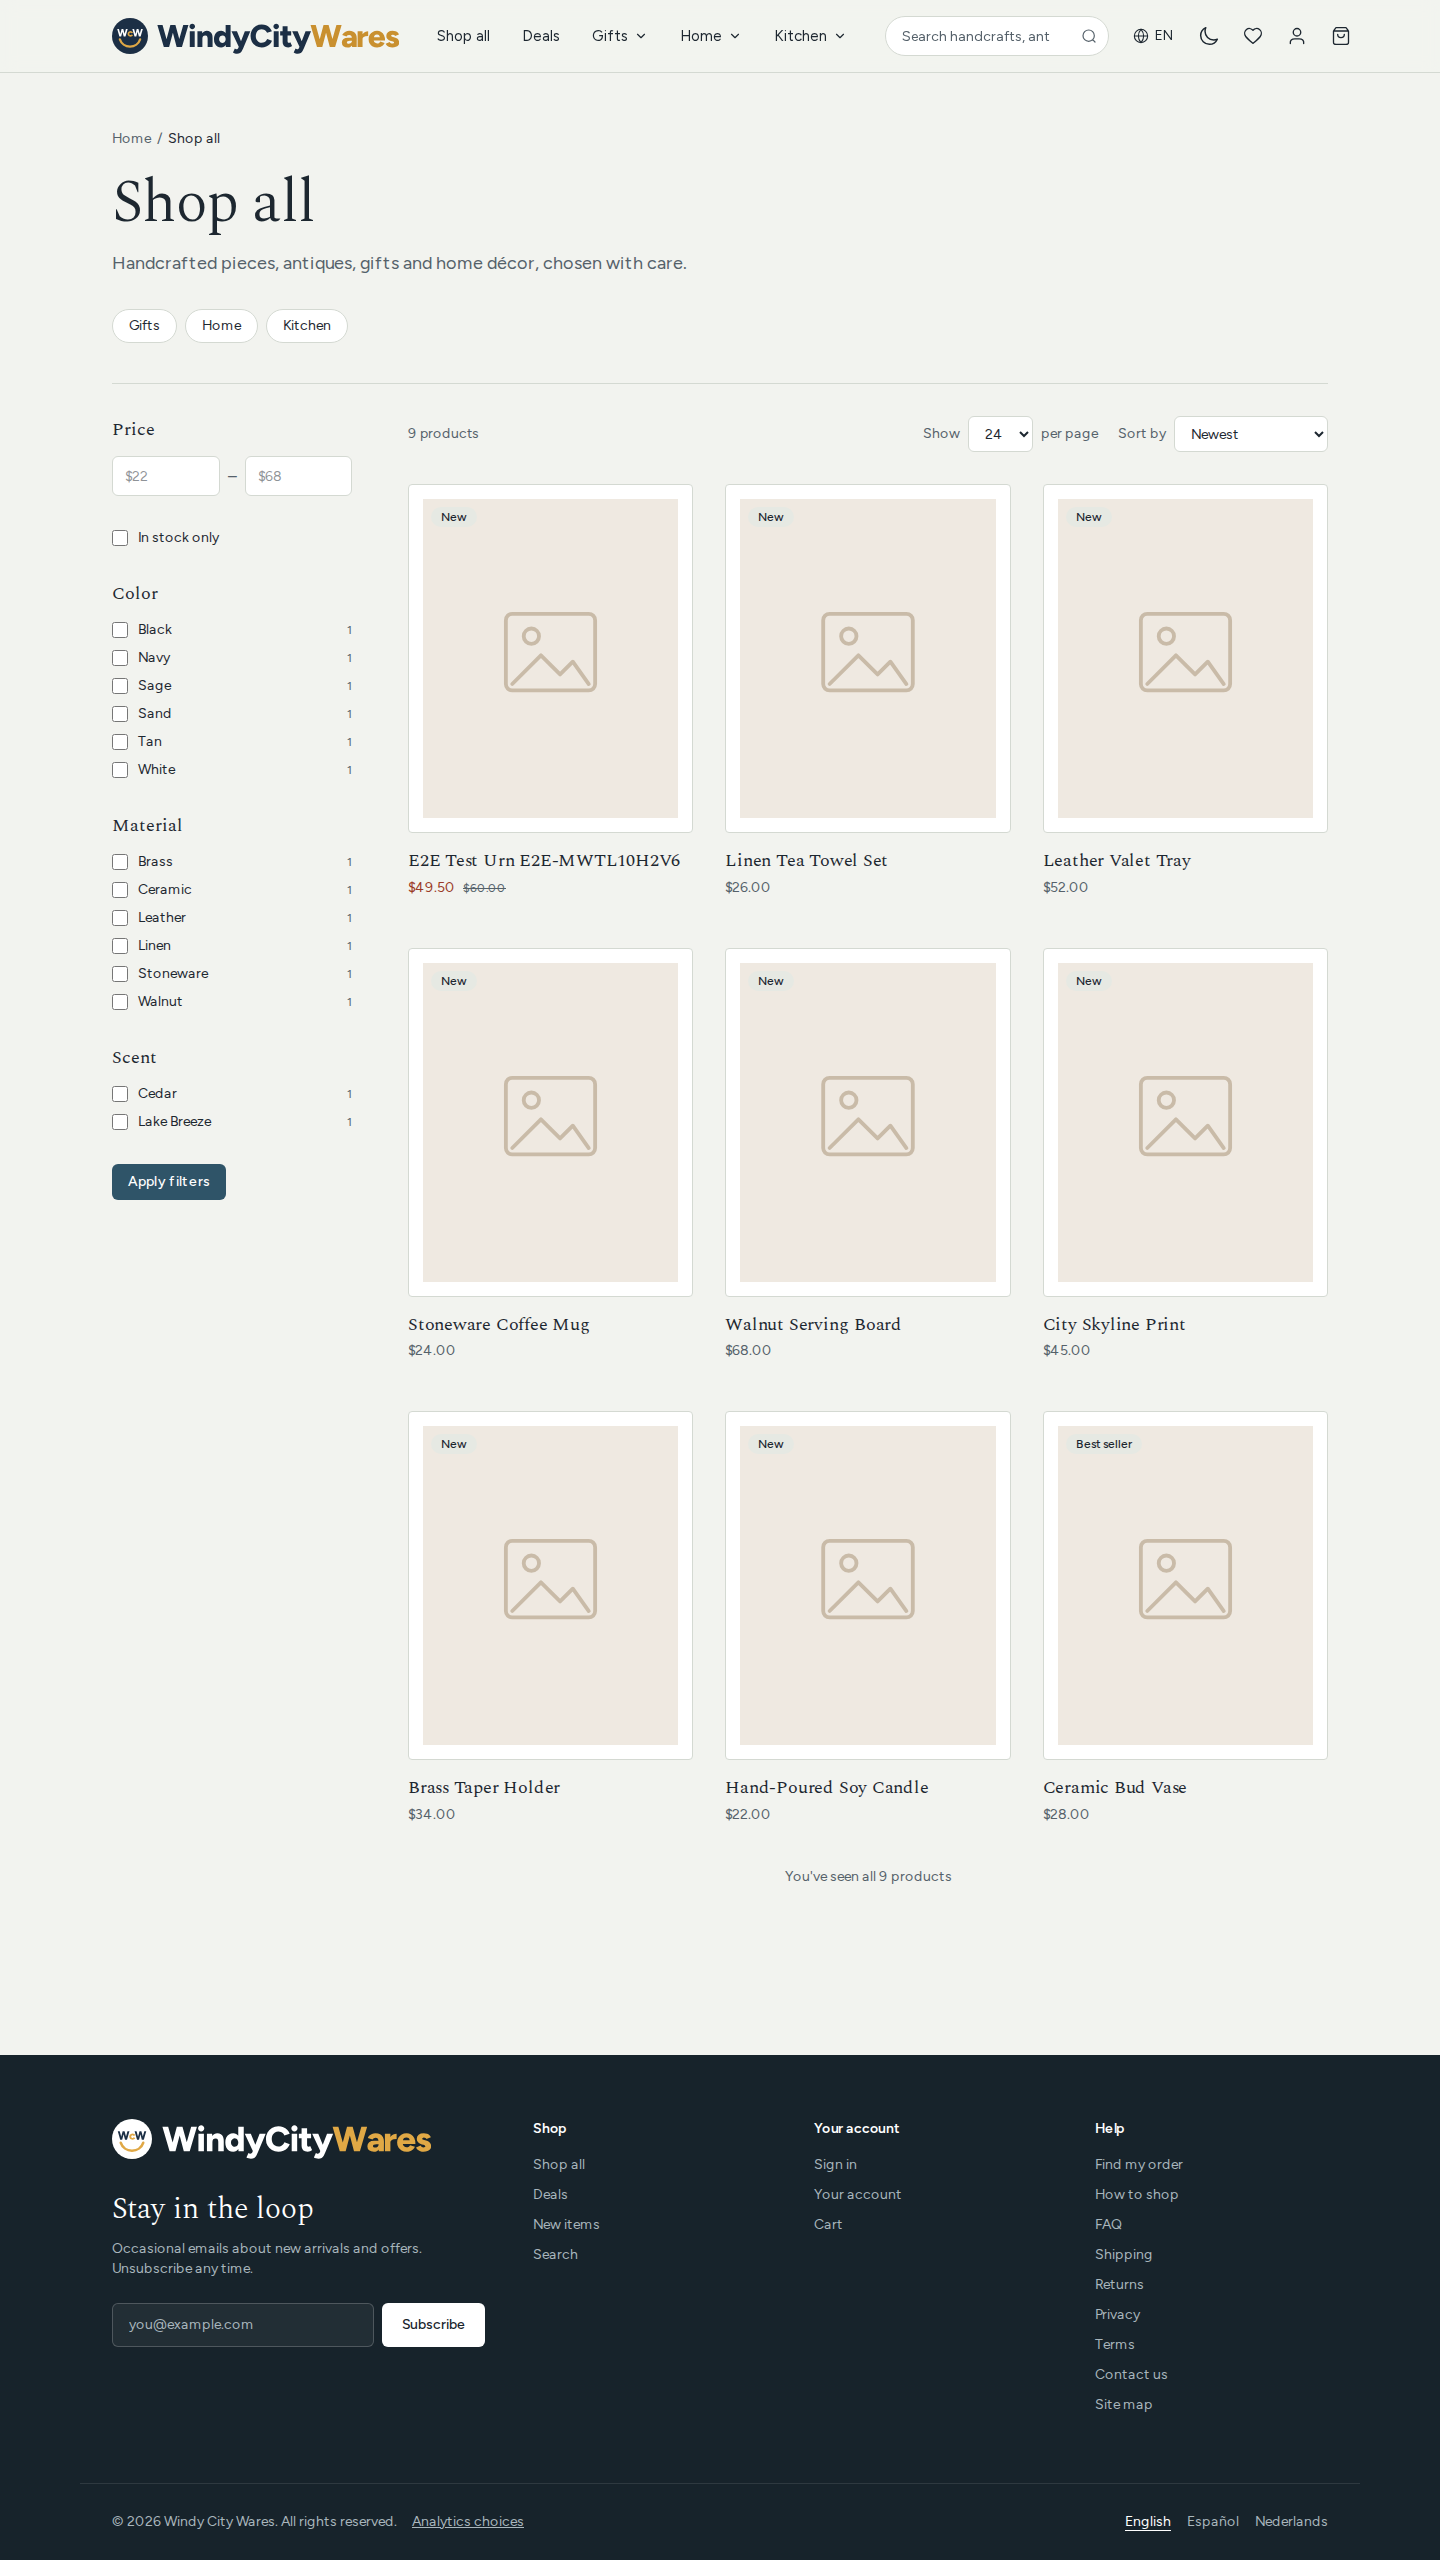 WcW WindyCityWares
Shop all
Deals
Gifts
Home
Kitchen
Search handcrafts, ant
EN
Home / Shop all
Shop all
Handcrafted pieces, antiques, gifts and home décor, chosen with care.
Gifts
Home
Kitchen
Price
$22 – $68
In stock only
Color
Black 1
Navy 1
Sage 1
Sand 1
Tan 1
White 1
Material
Brass 1
Ceramic 1
Leather 1
Linen 1
Stoneware 1
Walnut 1
Scent
Cedar 1
Lake Breeze 1
Apply filters
9 products
Show 24 per page
Sort by Newest
New
E2E Test Urn E2E-MWTL10H2V6
$49.50 $60.00
New
Linen Tea Towel Set
$26.00
New
Leather Valet Tray
$52.00
New
Stoneware Coffee Mug
$24.00
New
Walnut Serving Board
$68.00
New
City Skyline Print
$45.00
New
Brass Taper Holder
$34.00
New
Hand-Poured Soy Candle
$22.00
Best seller
Ceramic Bud Vase
$28.00
You've seen all 9 products
WcW WindyCityWares
Stay in the loop
Occasional emails about new arrivals and offers.
Unsubscribe any time.
you@example.com
Subscribe
Shop
Shop all
Deals
New items
Search
Your account
Sign in
Your account
Cart
Help
Find my order
How to shop
FAQ
Shipping
Returns
Privacy
Terms
Contact us
Site map
© 2026 Windy City Wares. All rights reserved. Analytics choices
English Español Nederlands